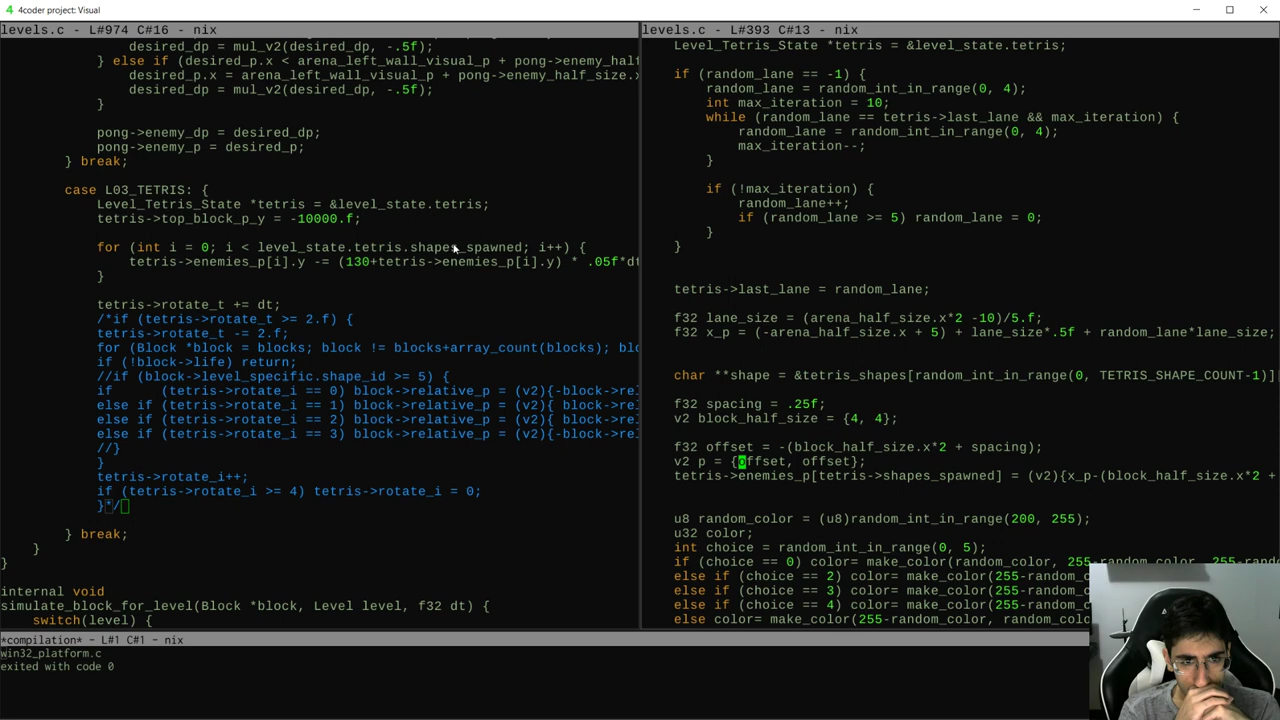 4coder project: Visual
levels.c - L#974 C#16 - nix
desired_dp = mul_v2(desired_dp, -.5f);
} else if (desired_p.x < arena_left_wall_visual_p + pong->enemy_half
desired_p.x = arena_left_wall_visual_p + pong->enemy_half_size.x
desired_dp = mul_v2(desired_dp, -.5f);
}
pong->enemy_dp = desired_dp;
pong->enemy_p = desired_p;
} break;
case L03_TETRIS: {
Level_Tetris_State *tetris = &level_state.tetris;
tetris->top_block_p_y = -10000.f;
for (int i = 0; i < level_state.tetris.shapes_spawned; i++) {
tetris->enemies_p[i].y -= (130+tetris->enemies_p[i].y) * .05f*dt
}
tetris->rotate_t += dt;
/*if (tetris->rotate_t >= 2.f) {
tetris->rotate_t -= 2.f;
for (Block *block = blocks; block != blocks+array_count(blocks); blo
if (!block->life) return;
//if (block->level_specific.shape_id >= 5) {
if      (tetris->rotate_i == 0) block->relative_p = (v2){-block->rel
else if (tetris->rotate_i == 1) block->relative_p = (v2){-block->rel
else if (tetris->rotate_i == 2) block->relative_p = (v2){-block->rel
else if (tetris->rotate_i == 3) block->relative_p = (v2){-block->rel
//}
}
tetris->rotate_i++;
if (tetris->rotate_i >= 4) tetris->rotate_i = 0;
}*/
} break;
}
}
internal void
simulate_block_for_level(Block *block, Level level, f32 dt) {
switch(level) {
levels.c - L#393 C#13 - nix
Level_Tetris_State *tetris = &level_state.tetris;
if (random_lane == -1) {
random_lane = random_int_in_range(0, 4);
int max_iteration = 10;
while (random_lane == tetris->last_lane && max_iteration) {
random_lane = random_int_in_range(0, 4);
max_iteration--;
}
if (!max_iteration) {
random_lane++;
if (random_lane >= 5) random_lane = 0;
}
}
tetris->last_lane = random_lane;
f32 lane_size = (arena_half_size.x*2 -10)/5.f;
f32 x_p = (-arena_half_size.x + 5) + lane_size*.5f + random_lane*lane_size;
char **shape = &tetris_shapes[random_int_in_range(0, TETRIS_SHAPE_COUNT-1)]
f32 spacing = .25f;
v2 block_half_size = {4, 4};
f32 offset = -(block_half_size.x*2 + spacing);
v2 p = {offset, offset};
tetris->enemies_p[tetris->shapes_spawned] = (v2){x_p-(block_half_size.x*2 +
u8 random_color = (u8)random_int_in_range(200, 255);
u32 color;
int choice = random_int_in_range(0, 5);
if (choice == 0) color= make_color(random_color, 255-random_color, 255-rand
else if (choice == 2) color= make_color(255-random_c
else if (choice == 3) color= make_color(255-random_c
else if (choice == 4) color= make_color(255-random_c
else color= make_color(255-random_color, random_colo
*compilation* - L#1 C#1 - nix
win32_platform.c
exited with code 0